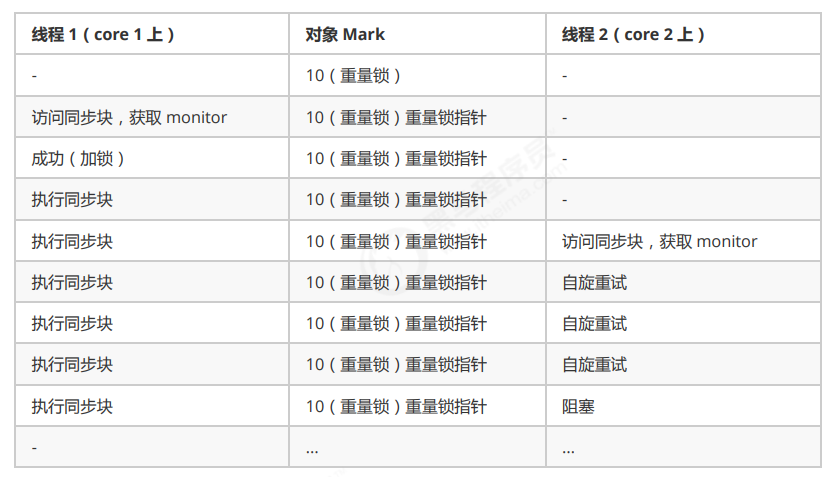 线程 1（core 1 上） 对象 Mark 线程 2（core 2 上）
- 10（重量锁） -
访问同步块，获取 monitor 10（重量锁）重量锁指针 -
成功（加锁） 10（重量锁）重量锁指针 -
执行同步块 10（重量锁）重量锁指针 -
执行同步块 10（重量锁）重量锁指针 访问同步块，获取 monitor
执行同步块 10（重量锁）重量锁指针 自旋重试
执行同步块 10（重量锁）重量锁指针 自旋重试
执行同步块 10（重量锁）重量锁指针 自旋重试
执行同步块 10（重量锁）重量锁指针 阻塞
- ... ...